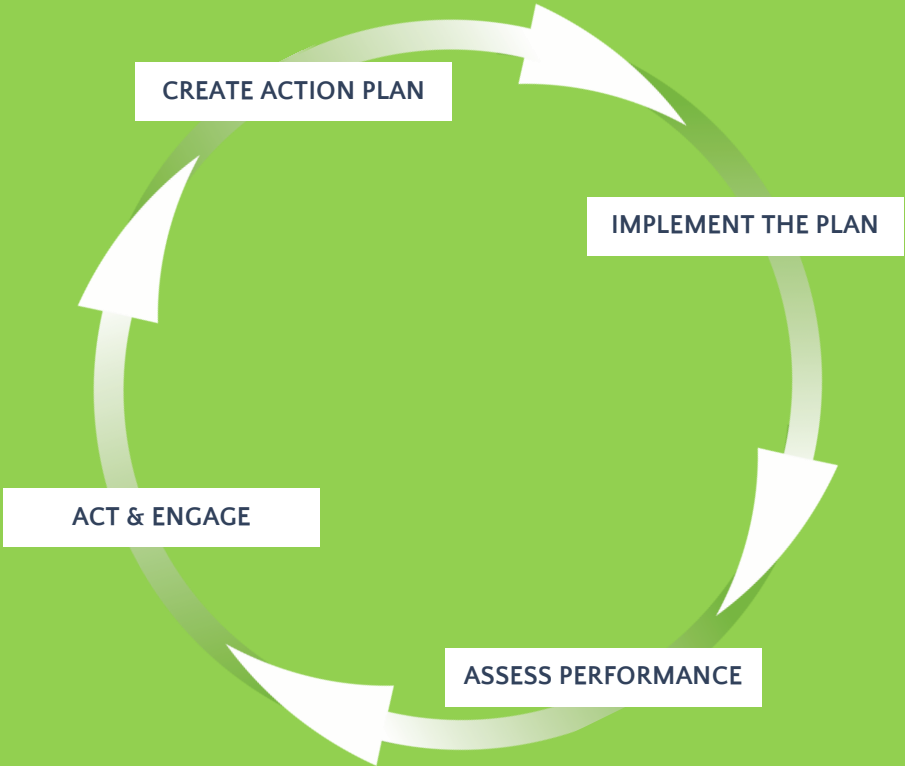 CREATE ACTION PLAN
IMPLEMENT THE PLAN
ACT & ENGAGE
ASSESS PERFORMANCE